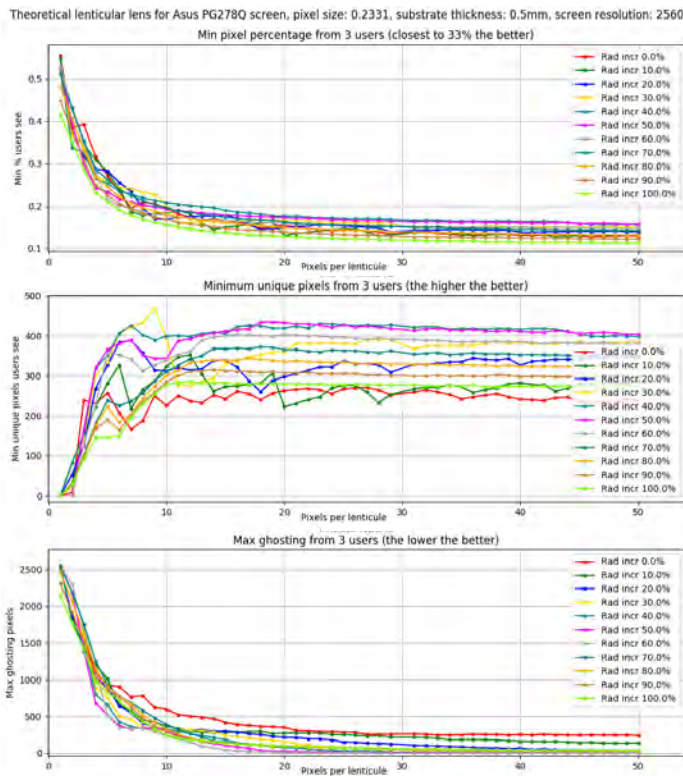 Theoretical lenticular lens for Asus PG278Q screen, pixel size: 0.2331, substrate thickness: 0.5mm, screen resolution: 2560
Min pixel percentage from 3 users (closest to 33% the better)
Min % users see
0.5
0.4
0.3
0.2
0.1
Rad incr 0.0%
Rad incr 10.0%
Rad incr 20.0%
Rad incr 30.0%
Rad incr 40.0%
Rad incr 50.0%
Rad incr 60.0%
Rad incr 70.0%
Rad incr 80.0%
Rad incr 90.0%
Rad incr 100.0%
0
10
20
30
40
50
Pixels per lenticule
Minimum unique pixels from 3 users (the higher the better)
Min unique pixels users see
500
400
300
200
100
0
Rad incr 0.0%
Rad incr 10.0%
Rad incr 20.0%
Rad incr 30.0%
Rad incr 40.0%
Rad incr 50.0%
Rad incr 60.0%
Rad incr 70.0%
Rad incr 80.0%
Rad incr 90.0%
Rad incr 100.0%
0
10
20
30
40
50
Pixels per lenticule
Max ghosting from 3 users (the lower the better)
Max ghosting pixels
2500
2000
1500
1000
500
0
Rad incr 0.0%
Rad incr 10.0%
Rad incr 20.0%
Rad incr 30.0%
Rad incr 40.0%
Rad incr 50.0%
Rad incr 60.0%
Rad incr 70.0%
Rad incr 80.0%
Rad incr 90.0%
Rad incr 100.0%
0
10
20
30
40
50
Pixels per lenticule